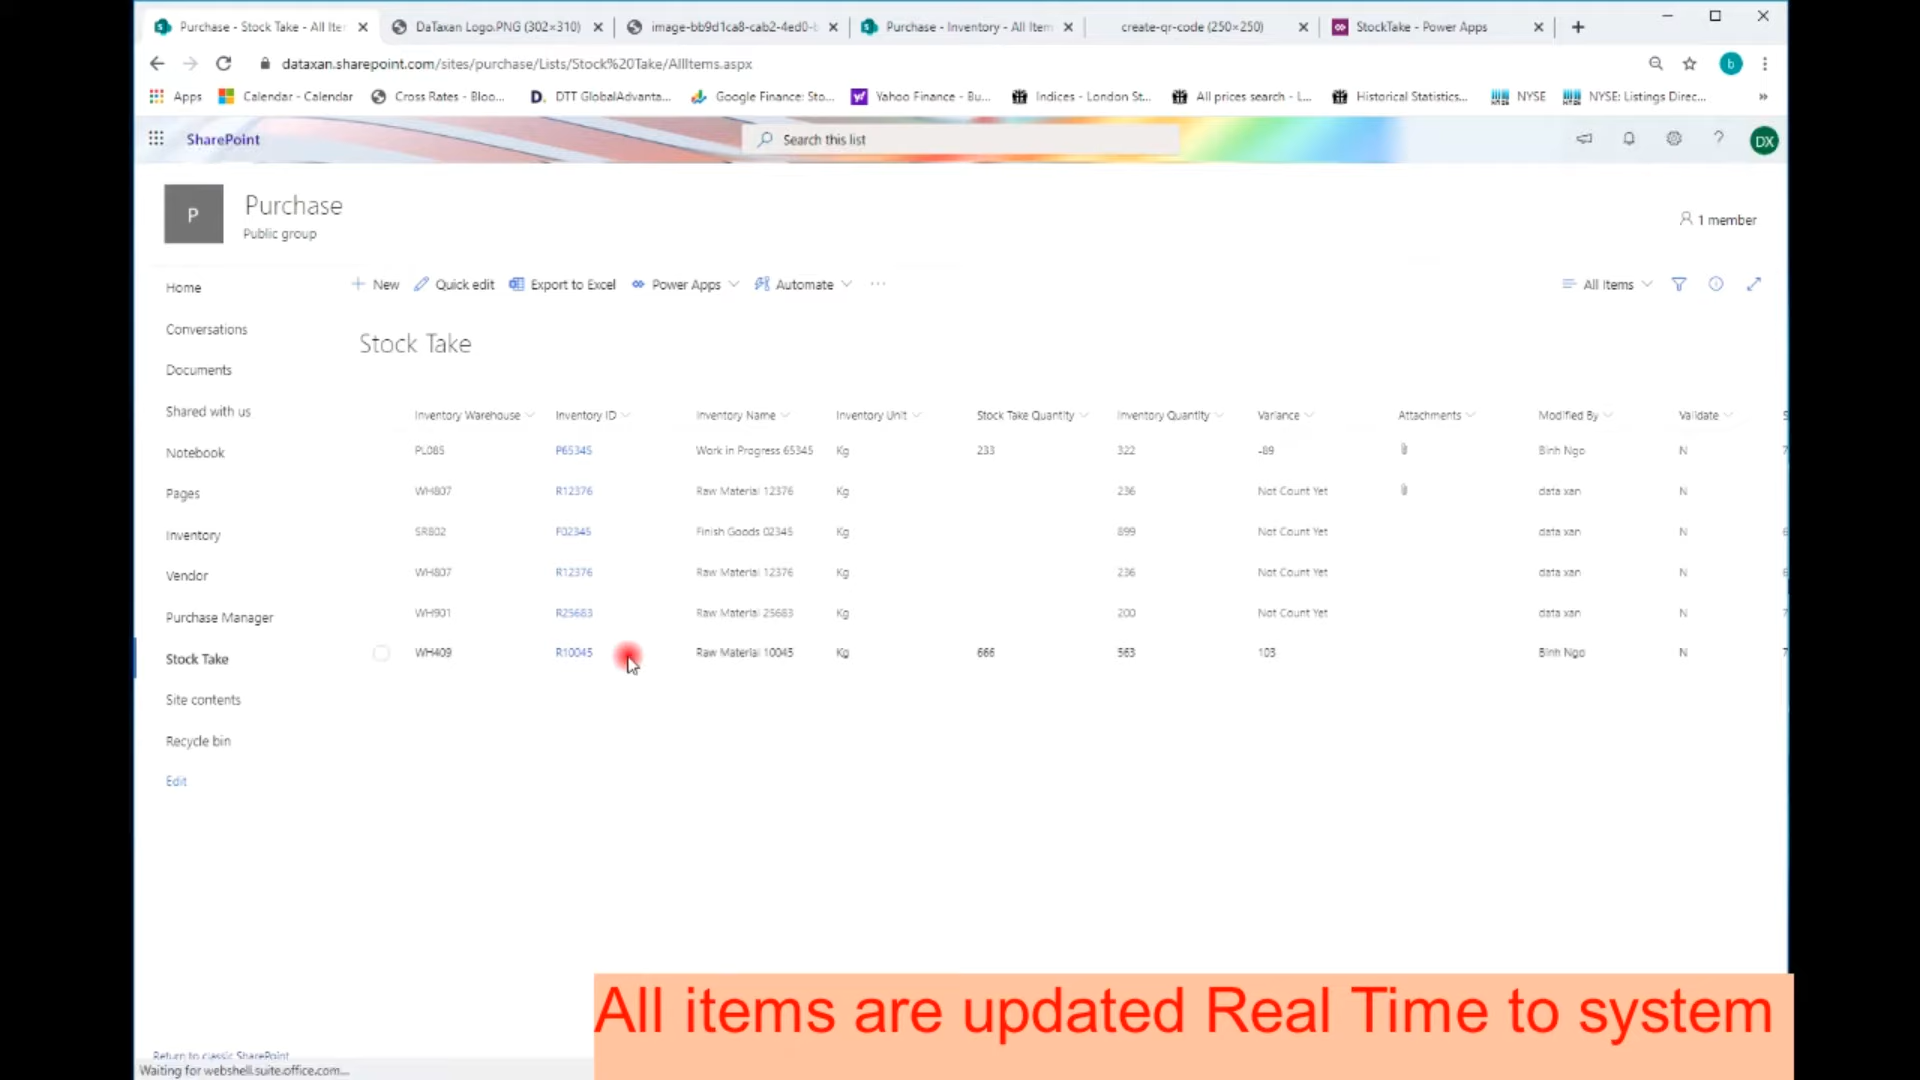 Purchase - Stock Take - All Ite
DaTaxan Logo.PNG (302×310)
image-bb9d1ca8-cab2-4ed0-b
Purchase - Inventory - All Item
create-qr-code (250×250)
StockTake - Power Apps
dataxan.sharepoint.com/sites/purchase/Lists/Stock%20Take/AllItems.aspx
b
Apps
Calendar - Calendar
Cross Rates - Bloo...
DTT GlobalAdvanta...
Google Finance: Sto...
Yahoo Finance - Bu...
Indices - London St...
All prices search - L...
Historical Statistics...
NYSE
NYSE: Listings Direc...
»
SharePoint
Search this list
?
DX
P
Purchase
Public group
1 member
Home
Conversations
Documents
Shared with us
Notebook
Pages
Inventory
Vendor
Purchase Manager
Stock Take
Site contents
Recycle bin
Edit
New
Quick edit
Export to Excel
Power Apps
Automate
...
All Items
Stock Take
Inventory Warehouse Inventory ID Inventory Name Inventory Unit Stock Take Quantity Inventory Quantity Variance Attachments Modified By Validate
PL085 P65345 Work in Progress 65345 Kg 233 322 -89 Binh Ngo N
WH807 R12376 Raw Material 12376 Kg 236 Not Count Yet data xan N
SR802 F02345 Finish Goods 02345 Kg 899 Not Count Yet data xan N
WH807 R12376 Raw Material 12376 Kg 236 Not Count Yet data xan N
WH901 R25683 Raw Material 25683 Kg 200 Not Count Yet data xan N
WH409 R10045 Raw Material 10045 Kg 666 563 103 Binh Ngo N
Return to classic SharePoint
Waiting for webshell.suite.office.com...
All items are updated Real Time to system